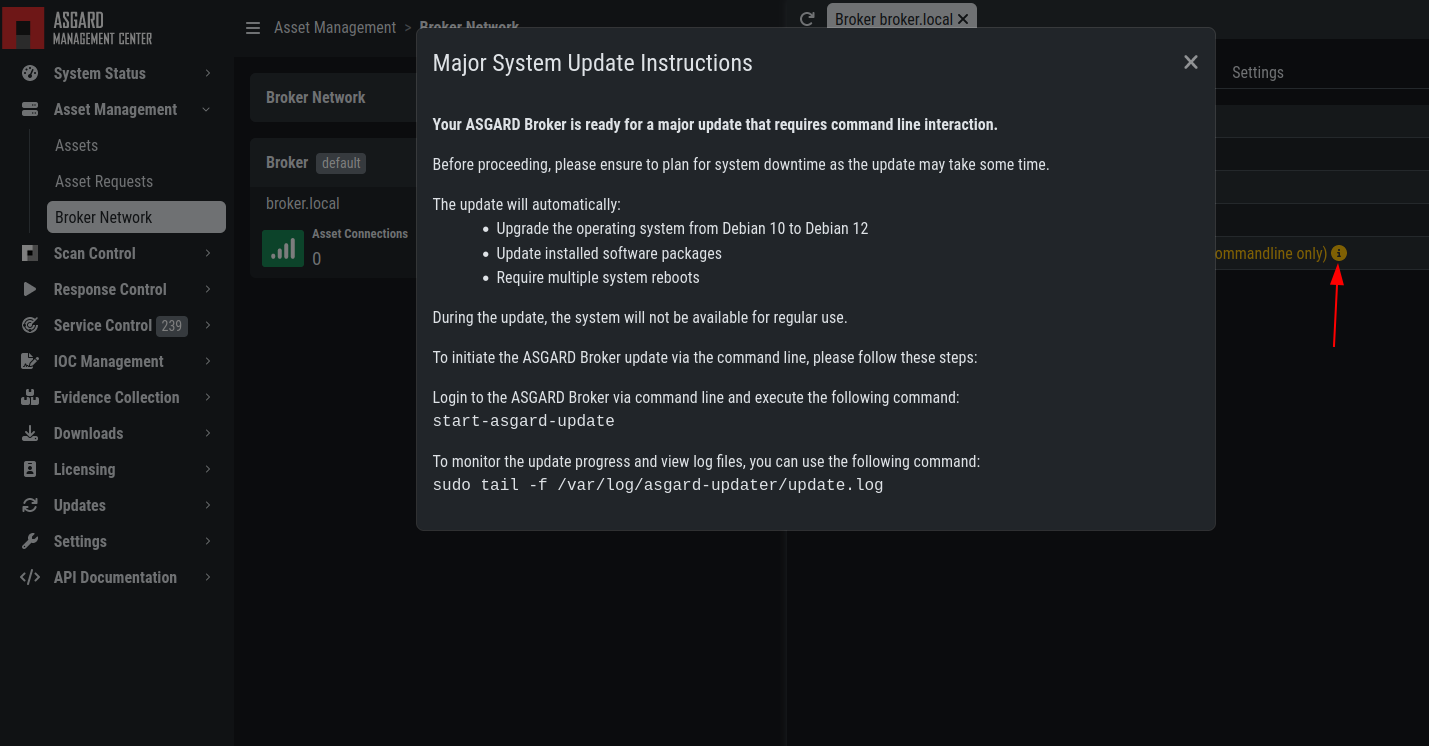 ASGARD
MANAGEMENT CENTER
System Status
Asset Management
Assets
Asset Requests
Broker Network
Scan Control
Response Control
Service Control 239
IOC Management
Evidence Collection
Downloads
Licensing
Updates
Settings
API Documentation
Asset Management > Broker Network
Broker Network
Broker default
broker.local
Asset Connections
0
Broker broker.local
Settings
ommandline only)
Major System Update Instructions
Your ASGARD Broker is ready for a major update that requires command line interaction.
Before proceeding, please ensure to plan for system downtime as the update may take some time.
The update will automatically:
• Upgrade the operating system from Debian 10 to Debian 12
• Update installed software packages
• Require multiple system reboots
During the update, the system will not be available for regular use.
To initiate the ASGARD Broker update via the command line, please follow these steps:
Login to the ASGARD Broker via command line and execute the following command:
start-asgard-update
To monitor the update progress and view log files, you can use the following command:
sudo tail -f /var/log/asgard-updater/update.log